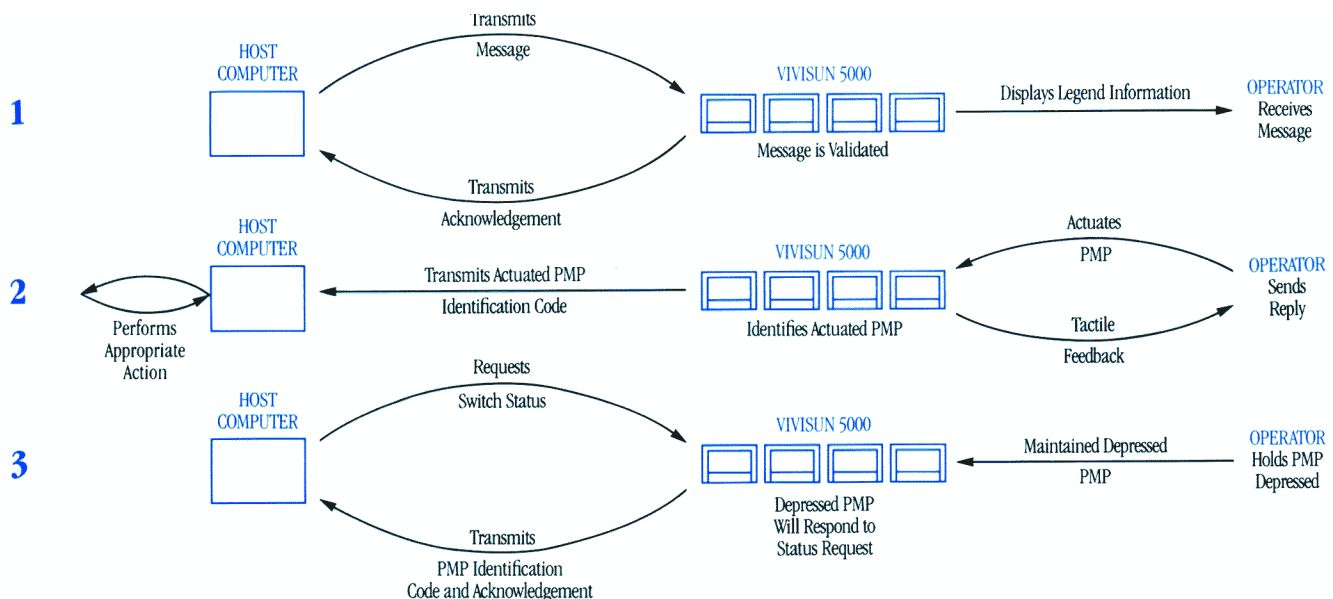 1
HOST
COMPUTER
Transmits
Message
Transmits
Acknowledgement
VIVISUN 5000
Message is Validated
Displays Legend Information
OPERATOR
Receives
Message
2
Performs
Appropriate
Action
HOST
COMPUTER
Transmits Actuated PMP
Identification Code
VIVISUN 5000
Identifies Actuated PMP
Actuates
PMP
Tactile
Feedback
OPERATOR
Sends
Reply
3
HOST
COMPUTER
Requests
Switch Status
Transmits
PMP Identification
Code and Acknowledgement
VIVISUN 5000
Depressed PMP
Will Respond to
Status Request
Maintained Depressed
PMP
OPERATOR
Holds PMP
Depressed